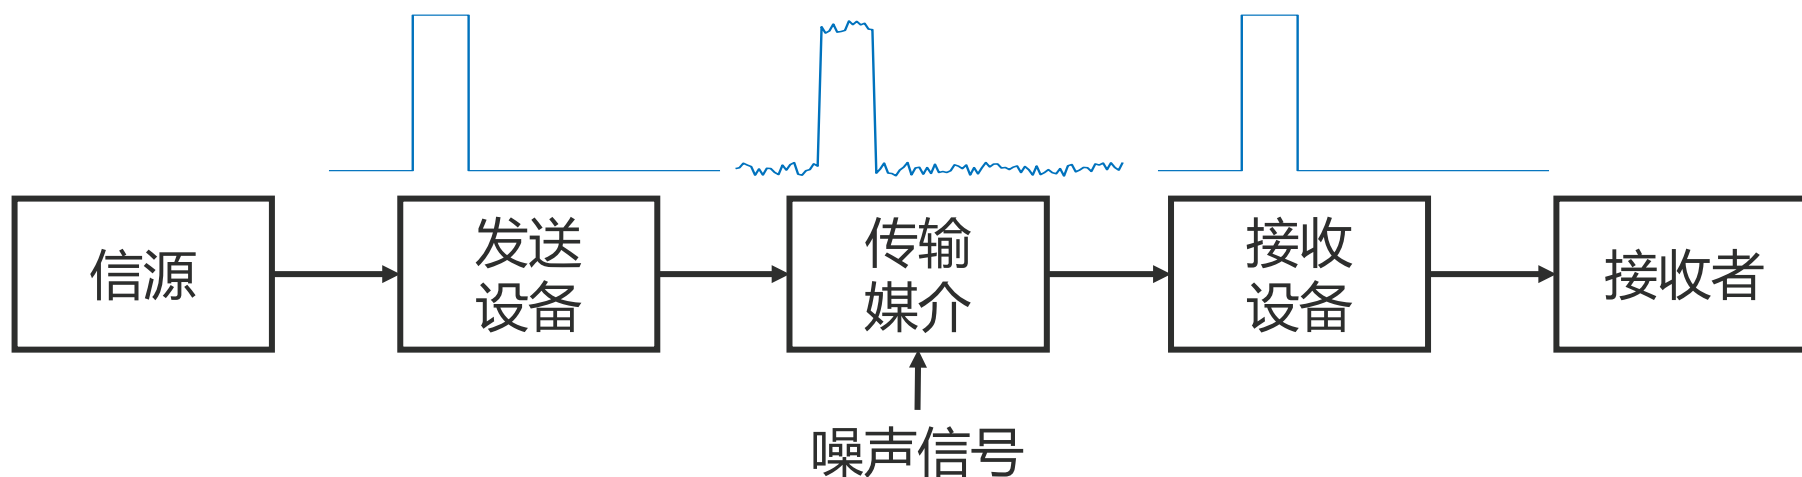 信源
发送
设备
传输
媒介
接收
设备
接收者
噪声信号